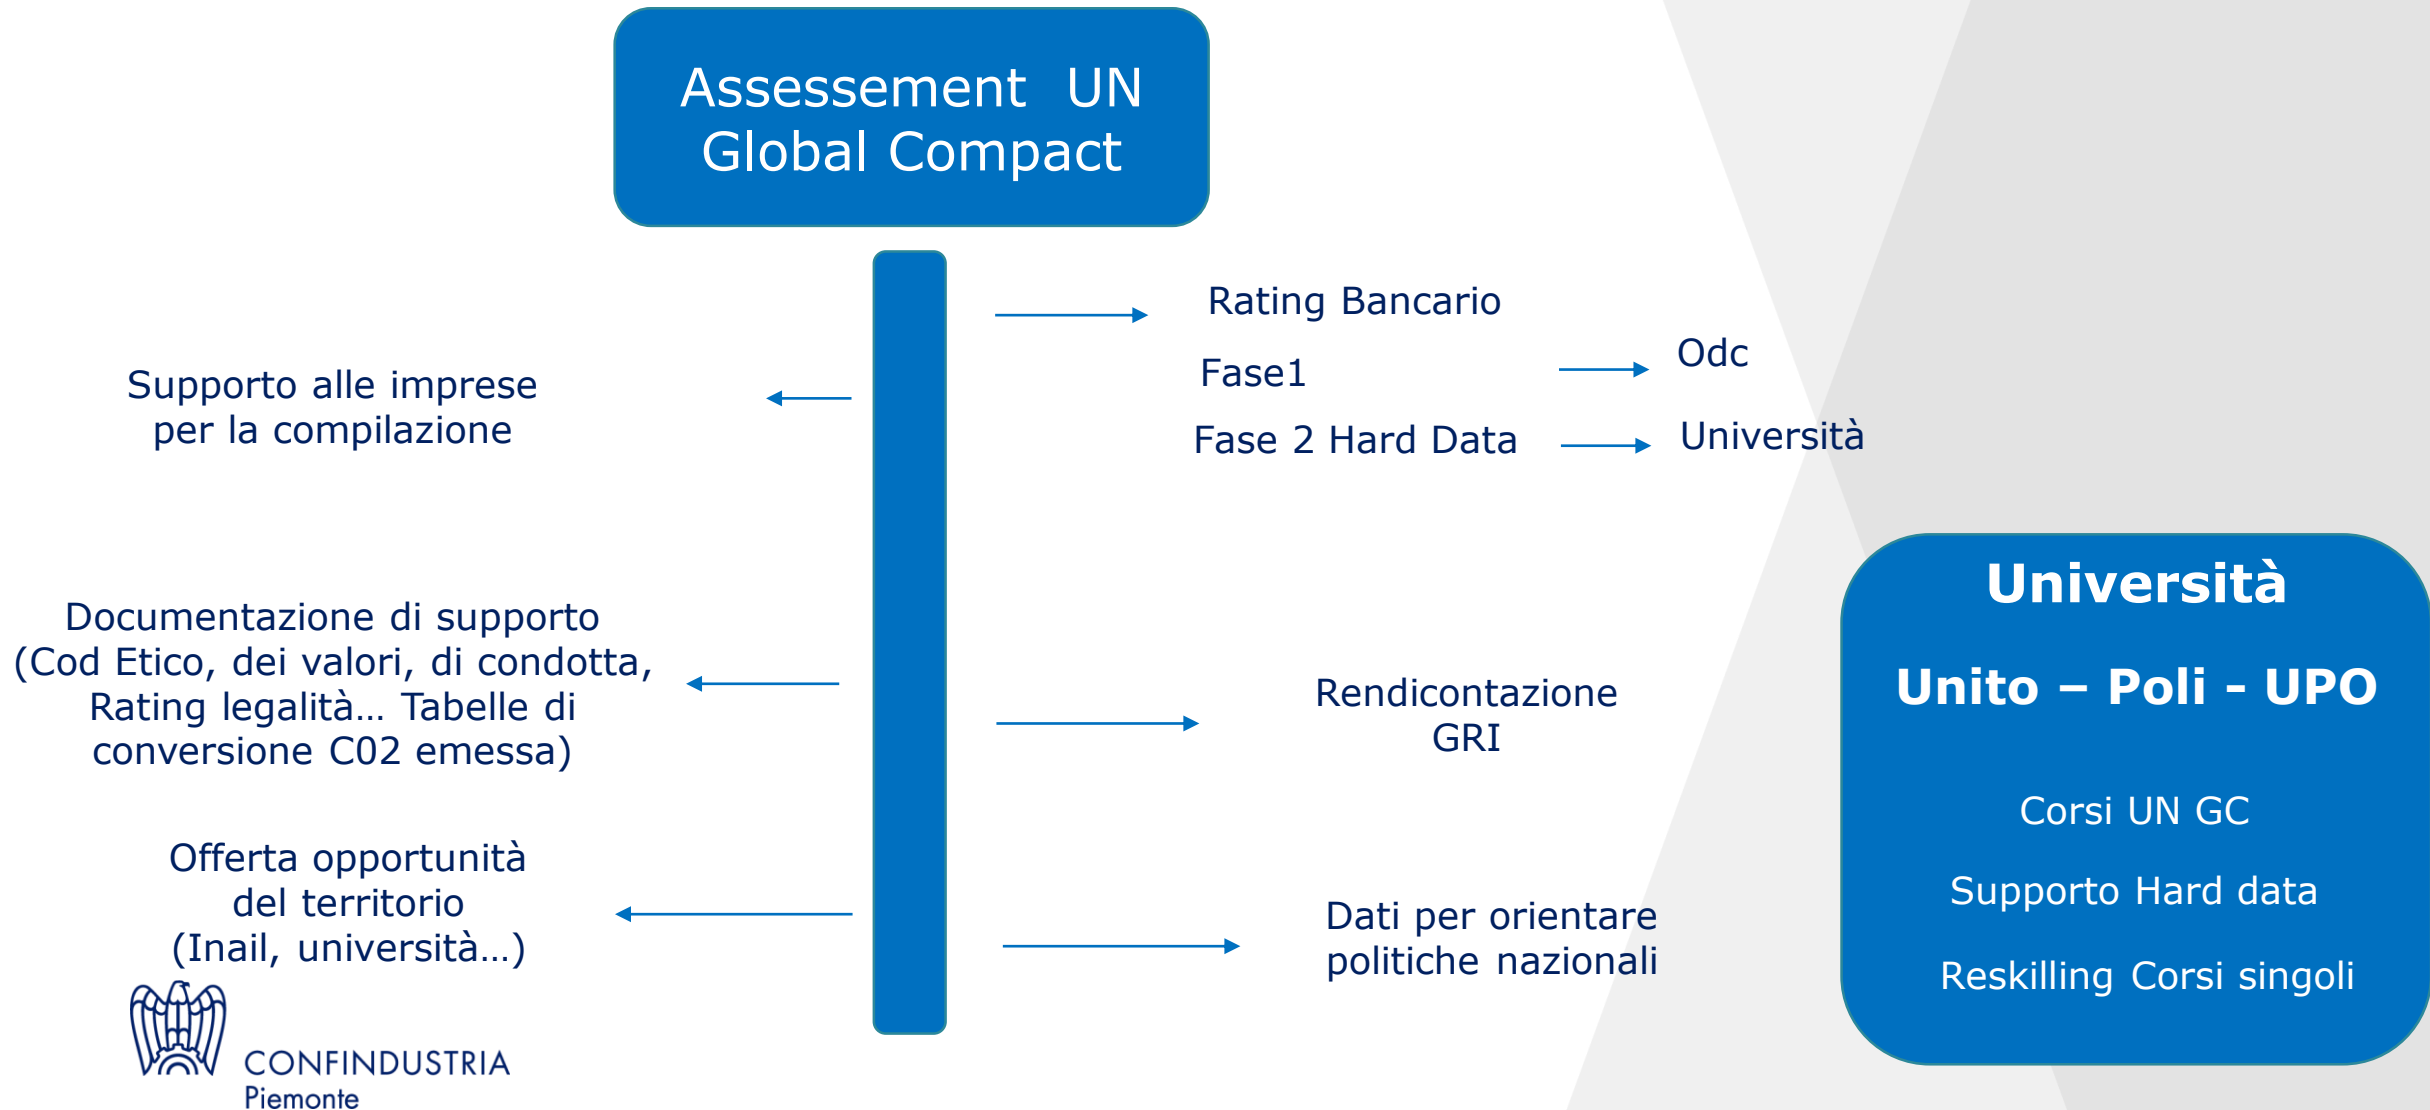 Assessement UN
Global Compact
Supporto alle imprese
per la compilazione
Documentazione di supporto
(Cod Etico, dei valori, di condotta,
Rating legalità… Tabelle di
conversione C02 emessa)
Offerta opportunità
del territorio
(Inail, università…)
Rating Bancario
Fase1
Odc
Fase 2 Hard Data
Università
Rendicontazione
GRI
Dati per orientare
politiche nazionali
Università
Unito – Poli - UPO
Corsi UN GC
Supporto Hard data
Reskilling Corsi singoli
CONFINDUSTRIA
Piemonte